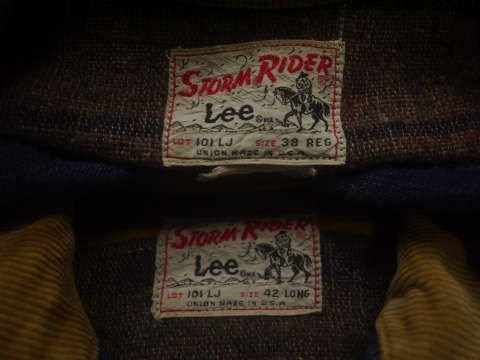 STORM RIDER ®
Lee ® M.R.
LOT 101 LJ SIZE 38 REG
UNION MADE IN U.S.A.
STORM RIDER
Lee ® M.R.
LOT 101 LJ SIZE 42 LONG
UNION MADE IN U.S.A.